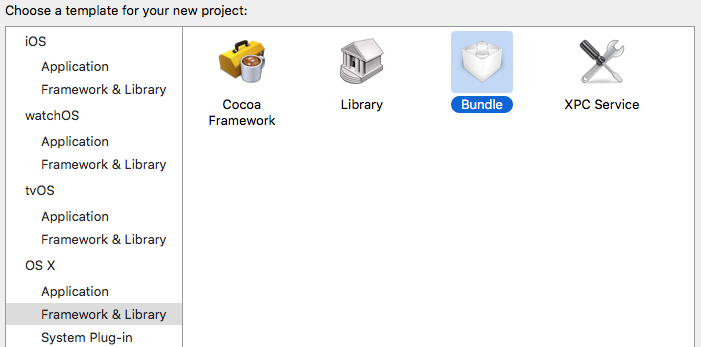 Choose a template for your new project:
iOS
Application
Framework & Library
watchOS
Application
Framework & Library
tvOS
Application
Framework & Library
OS X
Application
Framework & Library
System Plug-in
Cocoa
Framework
Library
Bundle
XPC Service